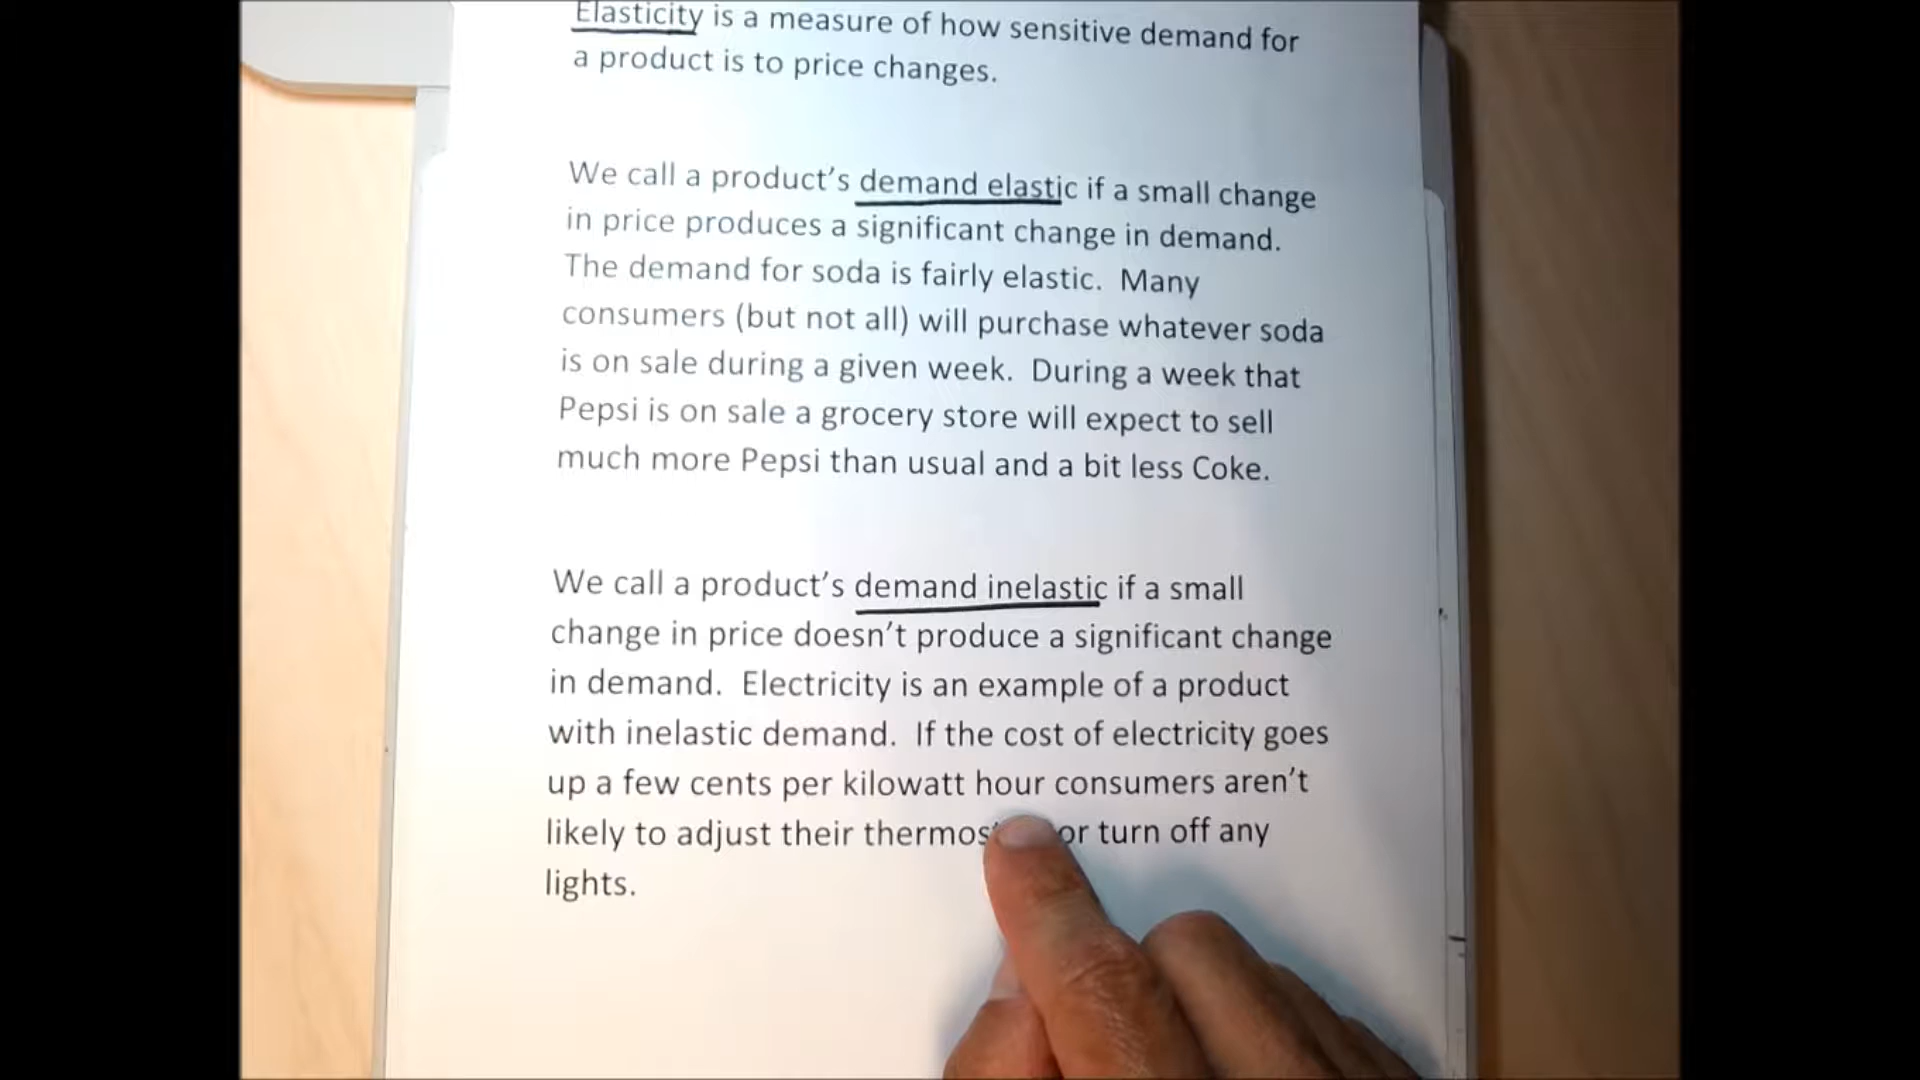 Elasticity is a measure of how sensitive demand for
a product is to price changes.
We call a product's demand elastic if a small change
in price produces a significant change in demand.
The demand for soda is fairly elastic. Many
consumers (but not all) will purchase whatever soda
is on sale during a given week. During a week that
Pepsi is on sale a grocery store will expect to sell
much more Pepsi than usual and a bit less Coke.
We call a product's demand inelastic if a small
change in price doesn't produce a significant change
in demand. Electricity is an example of a product
with inelastic demand. If the cost of electricity goes
up a few cents per kilowatt hour consumers aren't
likely to adjust their or turn off any
lights.